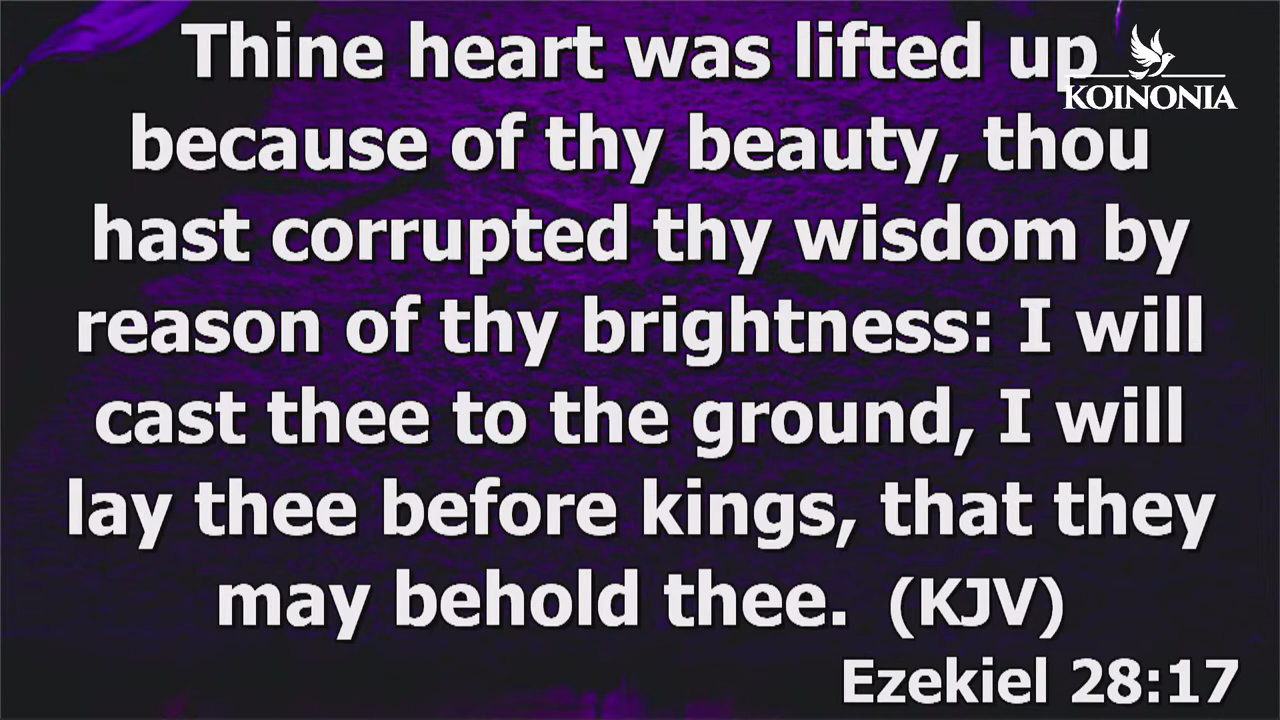 Thine heart was lifted up
KOINONIA
because of thy beauty, thou
hast corrupted thy wisdom by
reason of thy brightness: I will
cast thee to the ground, I will
lay thee before kings, that they
may behold thee. (KJV)
Ezekiel 28:17